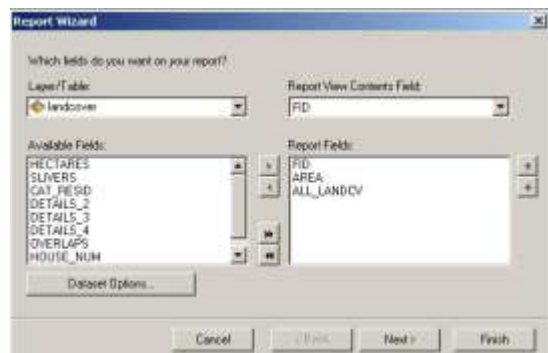 Report Wizard
Which fields do you want on your report?
Layer/Table:
landcover
Report View Contents Field:
FID
Available Fields:
HECTARES
SLIVERS
CAT_RESID
DETAILS_2
DETAILS_3
DETAILS_4
OVERLAPS
HOUSE_NUM
Report Fields:
FID
AREA
ALL_LANDCV
Dataset Options...
Cancel
< Back
Next >
Finish